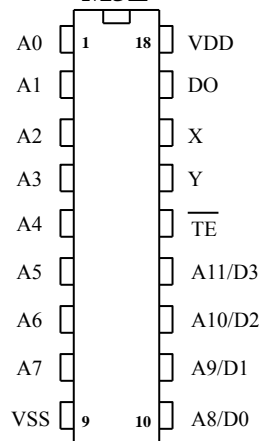 A0 1 18 VDD
A1 DO
A2 X
A3 Y
A4 T̅E̅
A5 A11/D3
A6 A10/D2
A7 A9/D1
VSS 9 10 A8/D0